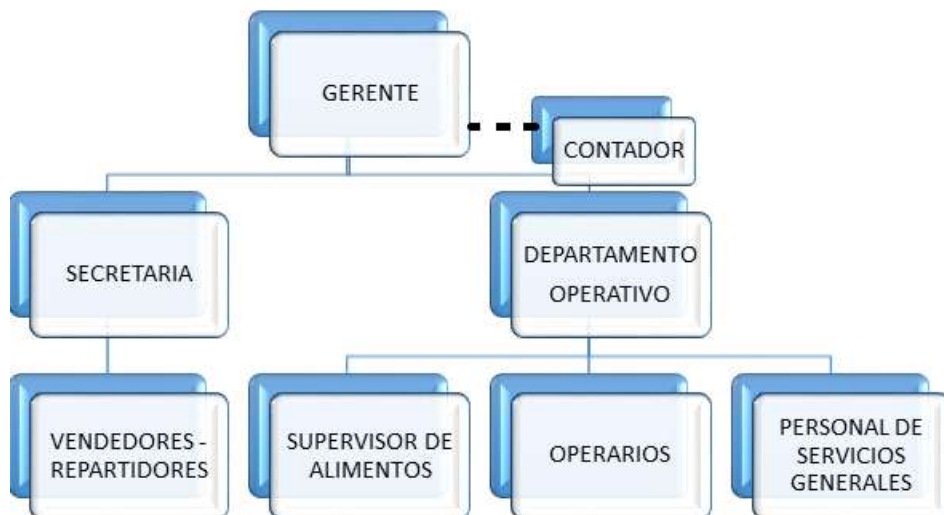 GERENTE
CONTADOR
SECRETARIA
DEPARTAMENTO
OPERATIVO
VENDEDORES -
REPARTIDORES
SUPERVISOR DE
ALIMENTOS
OPERARIOS
PERSONAL DE
SERVICIOS
GENERALES